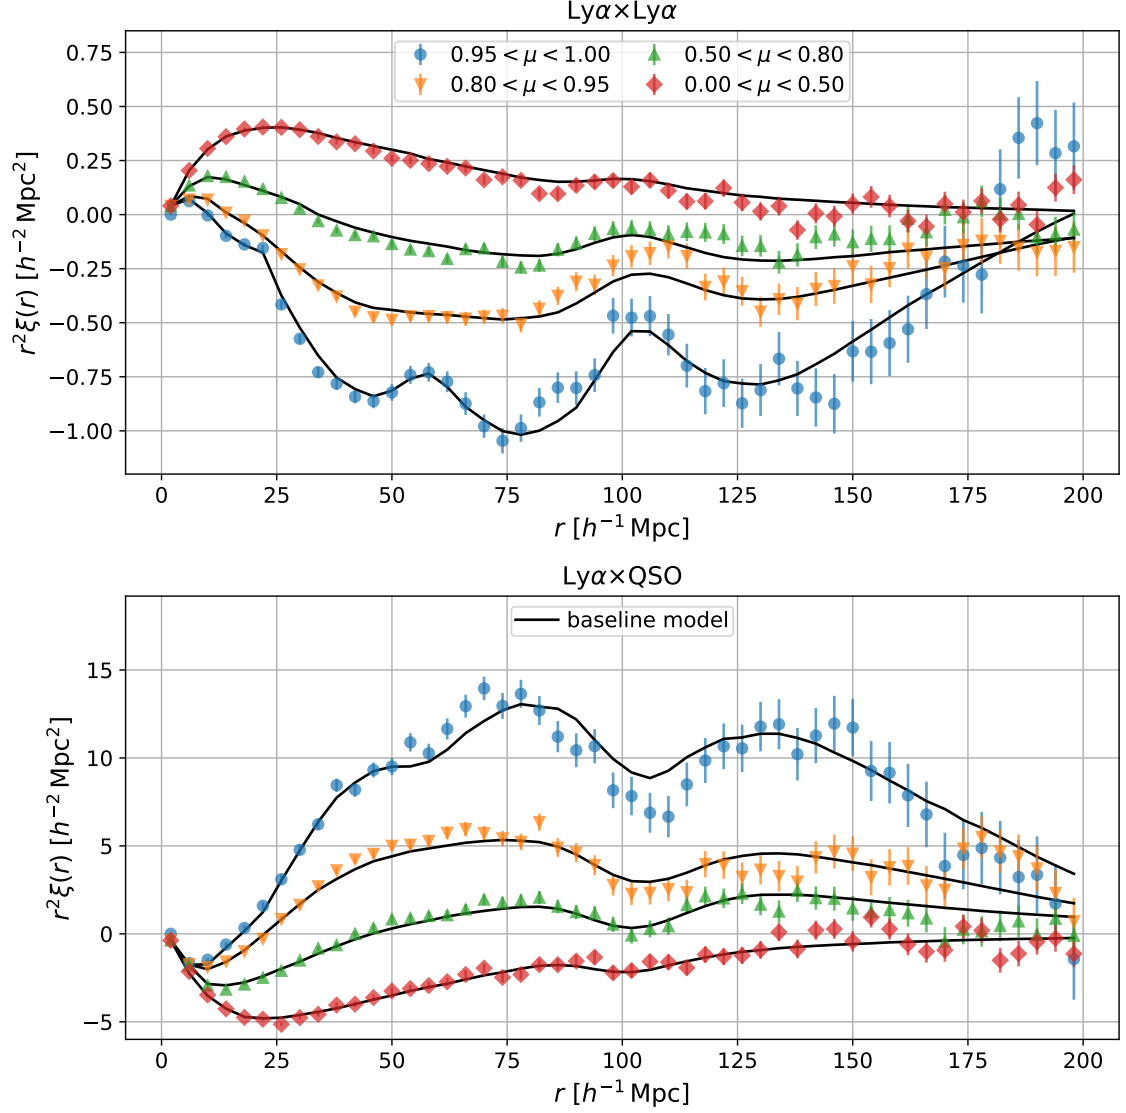 Lyα×Lyα
0.95 < μ < 1.00
0.80 < μ < 0.95
0.50 < μ < 0.80
0.00 < μ < 0.50
0.75
0.50
0.25
0.00
−0.25
−0.50
−0.75
−1.00
r²ξ(r) [h⁻² Mpc²]
0 25 50 75 100 125 150 175 200
r [h⁻¹ Mpc]
Lyα×QSO
baseline model
15
10
5
0
−5
r²ξ(r) [h⁻² Mpc²]
0 25 50 75 100 125 150 175 200
r [h⁻¹ Mpc]